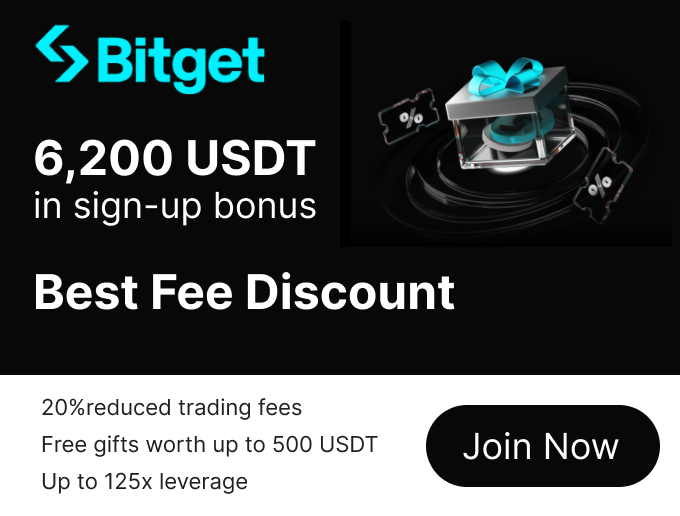 Bitget
6,200 USDT
in sign-up bonus
Best Fee Discount
20%reduced trading fees
Free gifts worth up to 500 USDT
Up to 125x leverage
Join Now